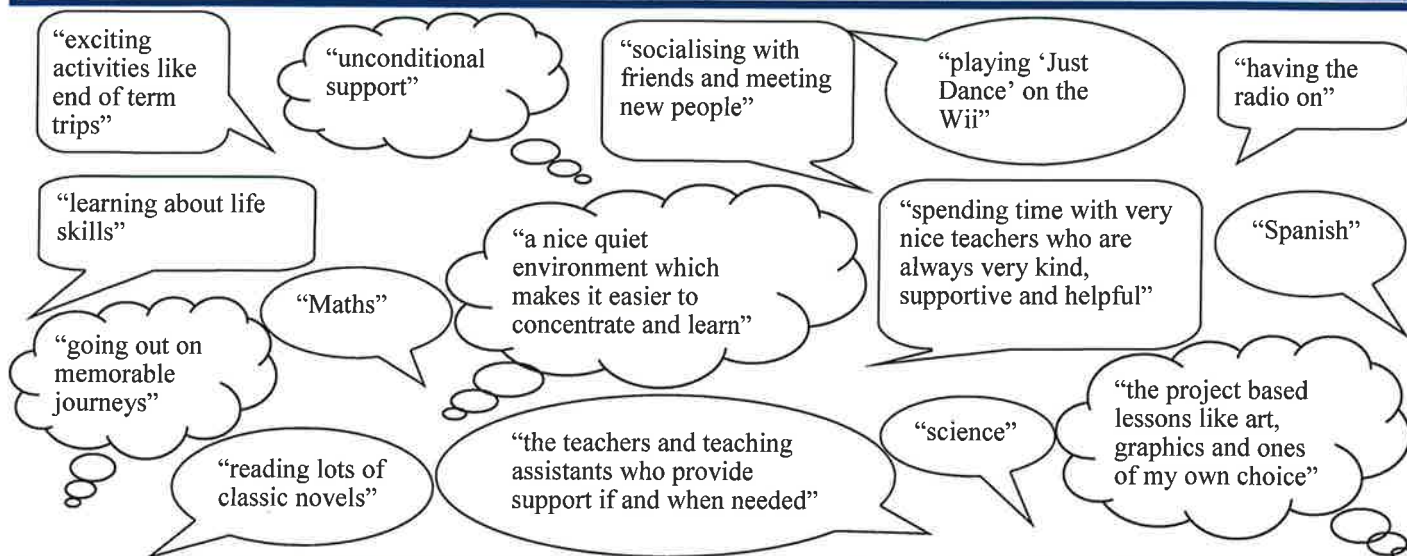 “exciting
activities like
end of term
trips”
“unconditional
support”
“socialising with
friends and meeting
new people”
“playing ‘Just
Dance’ on the
Wii”
“having the
radio on”
“learning about life
skills”
“Maths”
“a nice quiet
environment which
makes it easier to
concentrate and learn”
“spending time with very
nice teachers who are
always very kind,
supportive and helpful”
“Spanish”
“going out on
memorable
journeys”
“reading lots of
classic novels”
“the teachers and teaching
assistants who provide
support if and when needed”
“science”
“the project based
lessons like art,
graphics and ones
of my own choice”